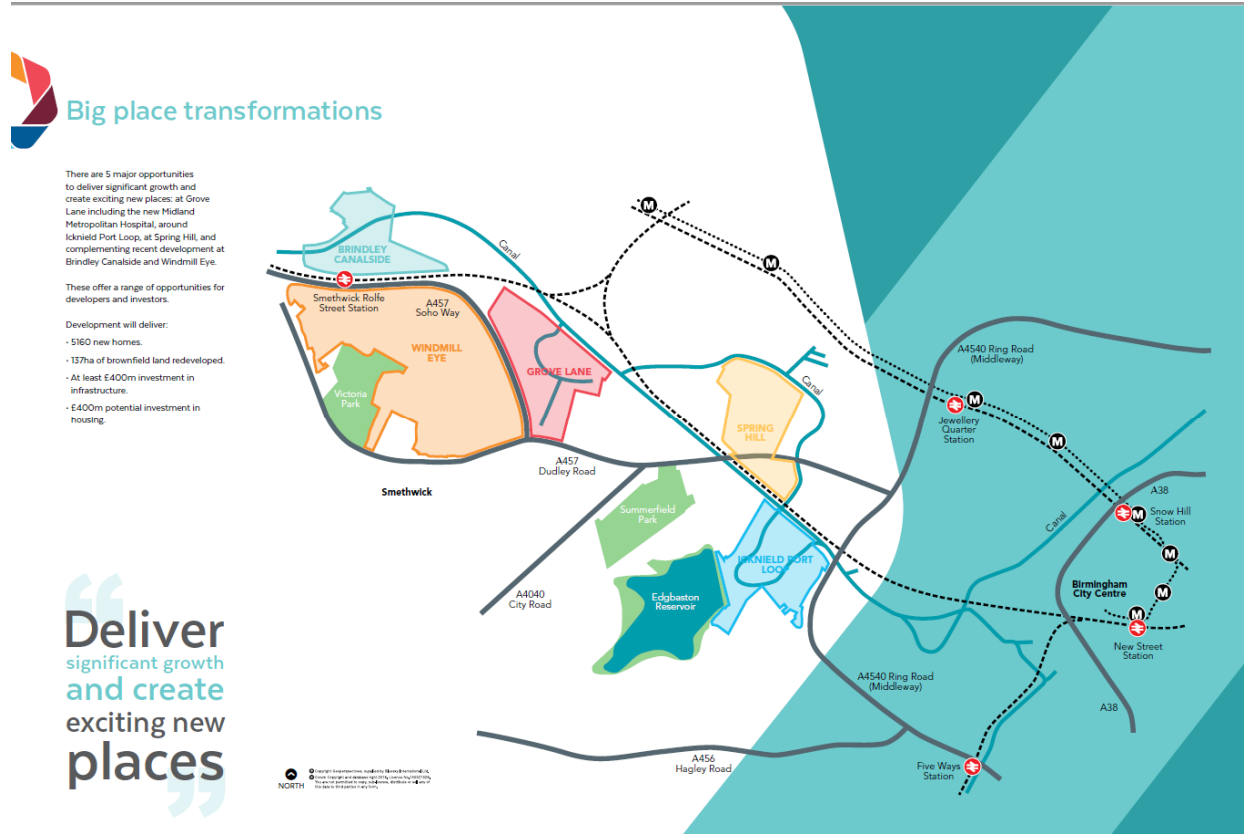 Big place transformations
There are 5 major opportunities
to deliver significant growth and
create exciting new places: at Grove
Lane including the new Midland
Metropolitan Hospital, around
Icknield Port Loop, at Spring Hill, and
complementing recent development at
Brindley Canalside and Windmill Eye.
These offer a range of opportunities for
developers and investors.
Development will deliver:
• 5160 new homes.
• 137ha of brownfield land redeveloped.
• At least £400m investment in
infrastructure.
• £400m potential investment in
housing.
“Deliver
significant growth
and create
exciting new
places”
BRINDLEY
CANALSIDE
Canal
Smethwick Rolfe
Street Station
A457
Soho Way
WINDMILL
EYE
GROVE LANE
Victoria
Park
Smethwick
A457
Dudley Road
M
M
Canal
SPRING
HILL
Summerfield
Park
A4040
City Road
Edgbaston
Reservoir
ICKNIELD PORT
LOOP
A4540 Ring Road
(Middleway)
M
Jewellery
Quarter
Station
M
A38
M
Snow Hill
Station
Canal
M
Birmingham
City Centre
M
M
New Street
Station
A4540 Ring Road
(Middleway)
A38
A456
Hagley Road
Five Ways
Station
NORTH